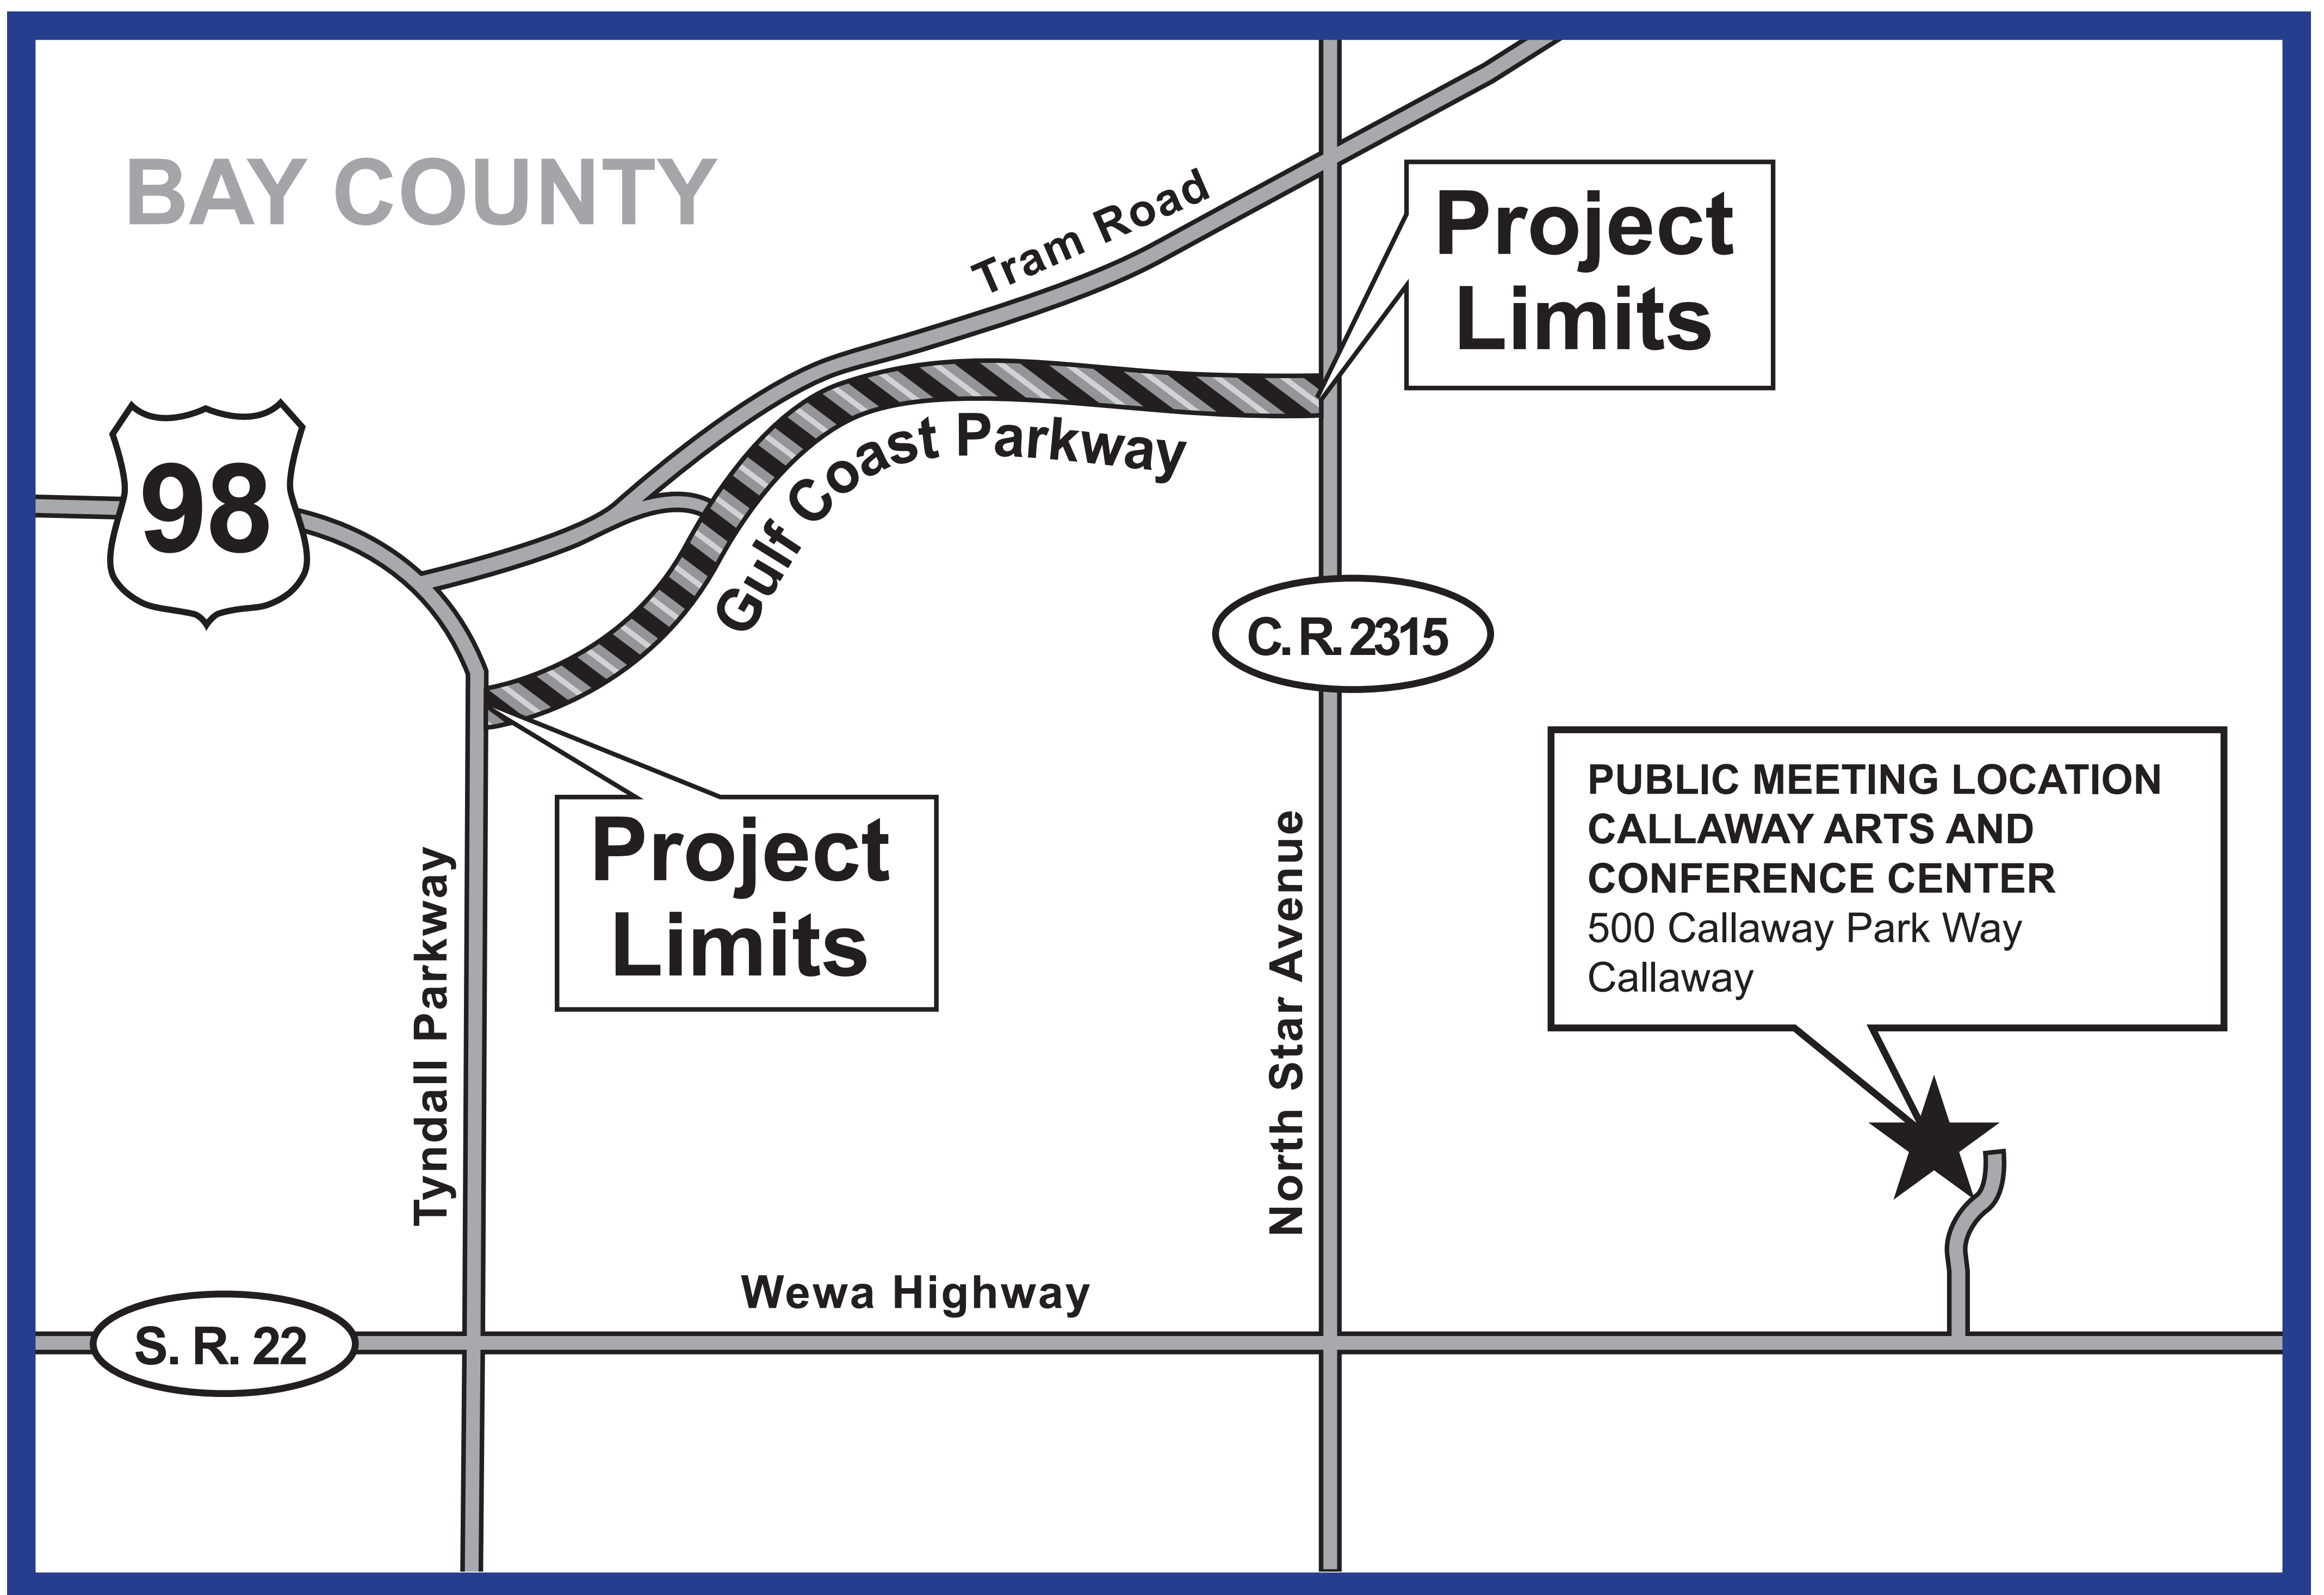 BAY COUNTY
Tram Road
Project
Limits
98
Gulf Coast Parkway
C. R. 2315
PUBLIC MEETING LOCATION
CALLAWAY ARTS AND
CONFERENCE CENTER
500 Callaway Park Way
Callaway
Project
Limits
Tyndall Parkway
North Star Avenue
Wewa Highway
S. R. 22